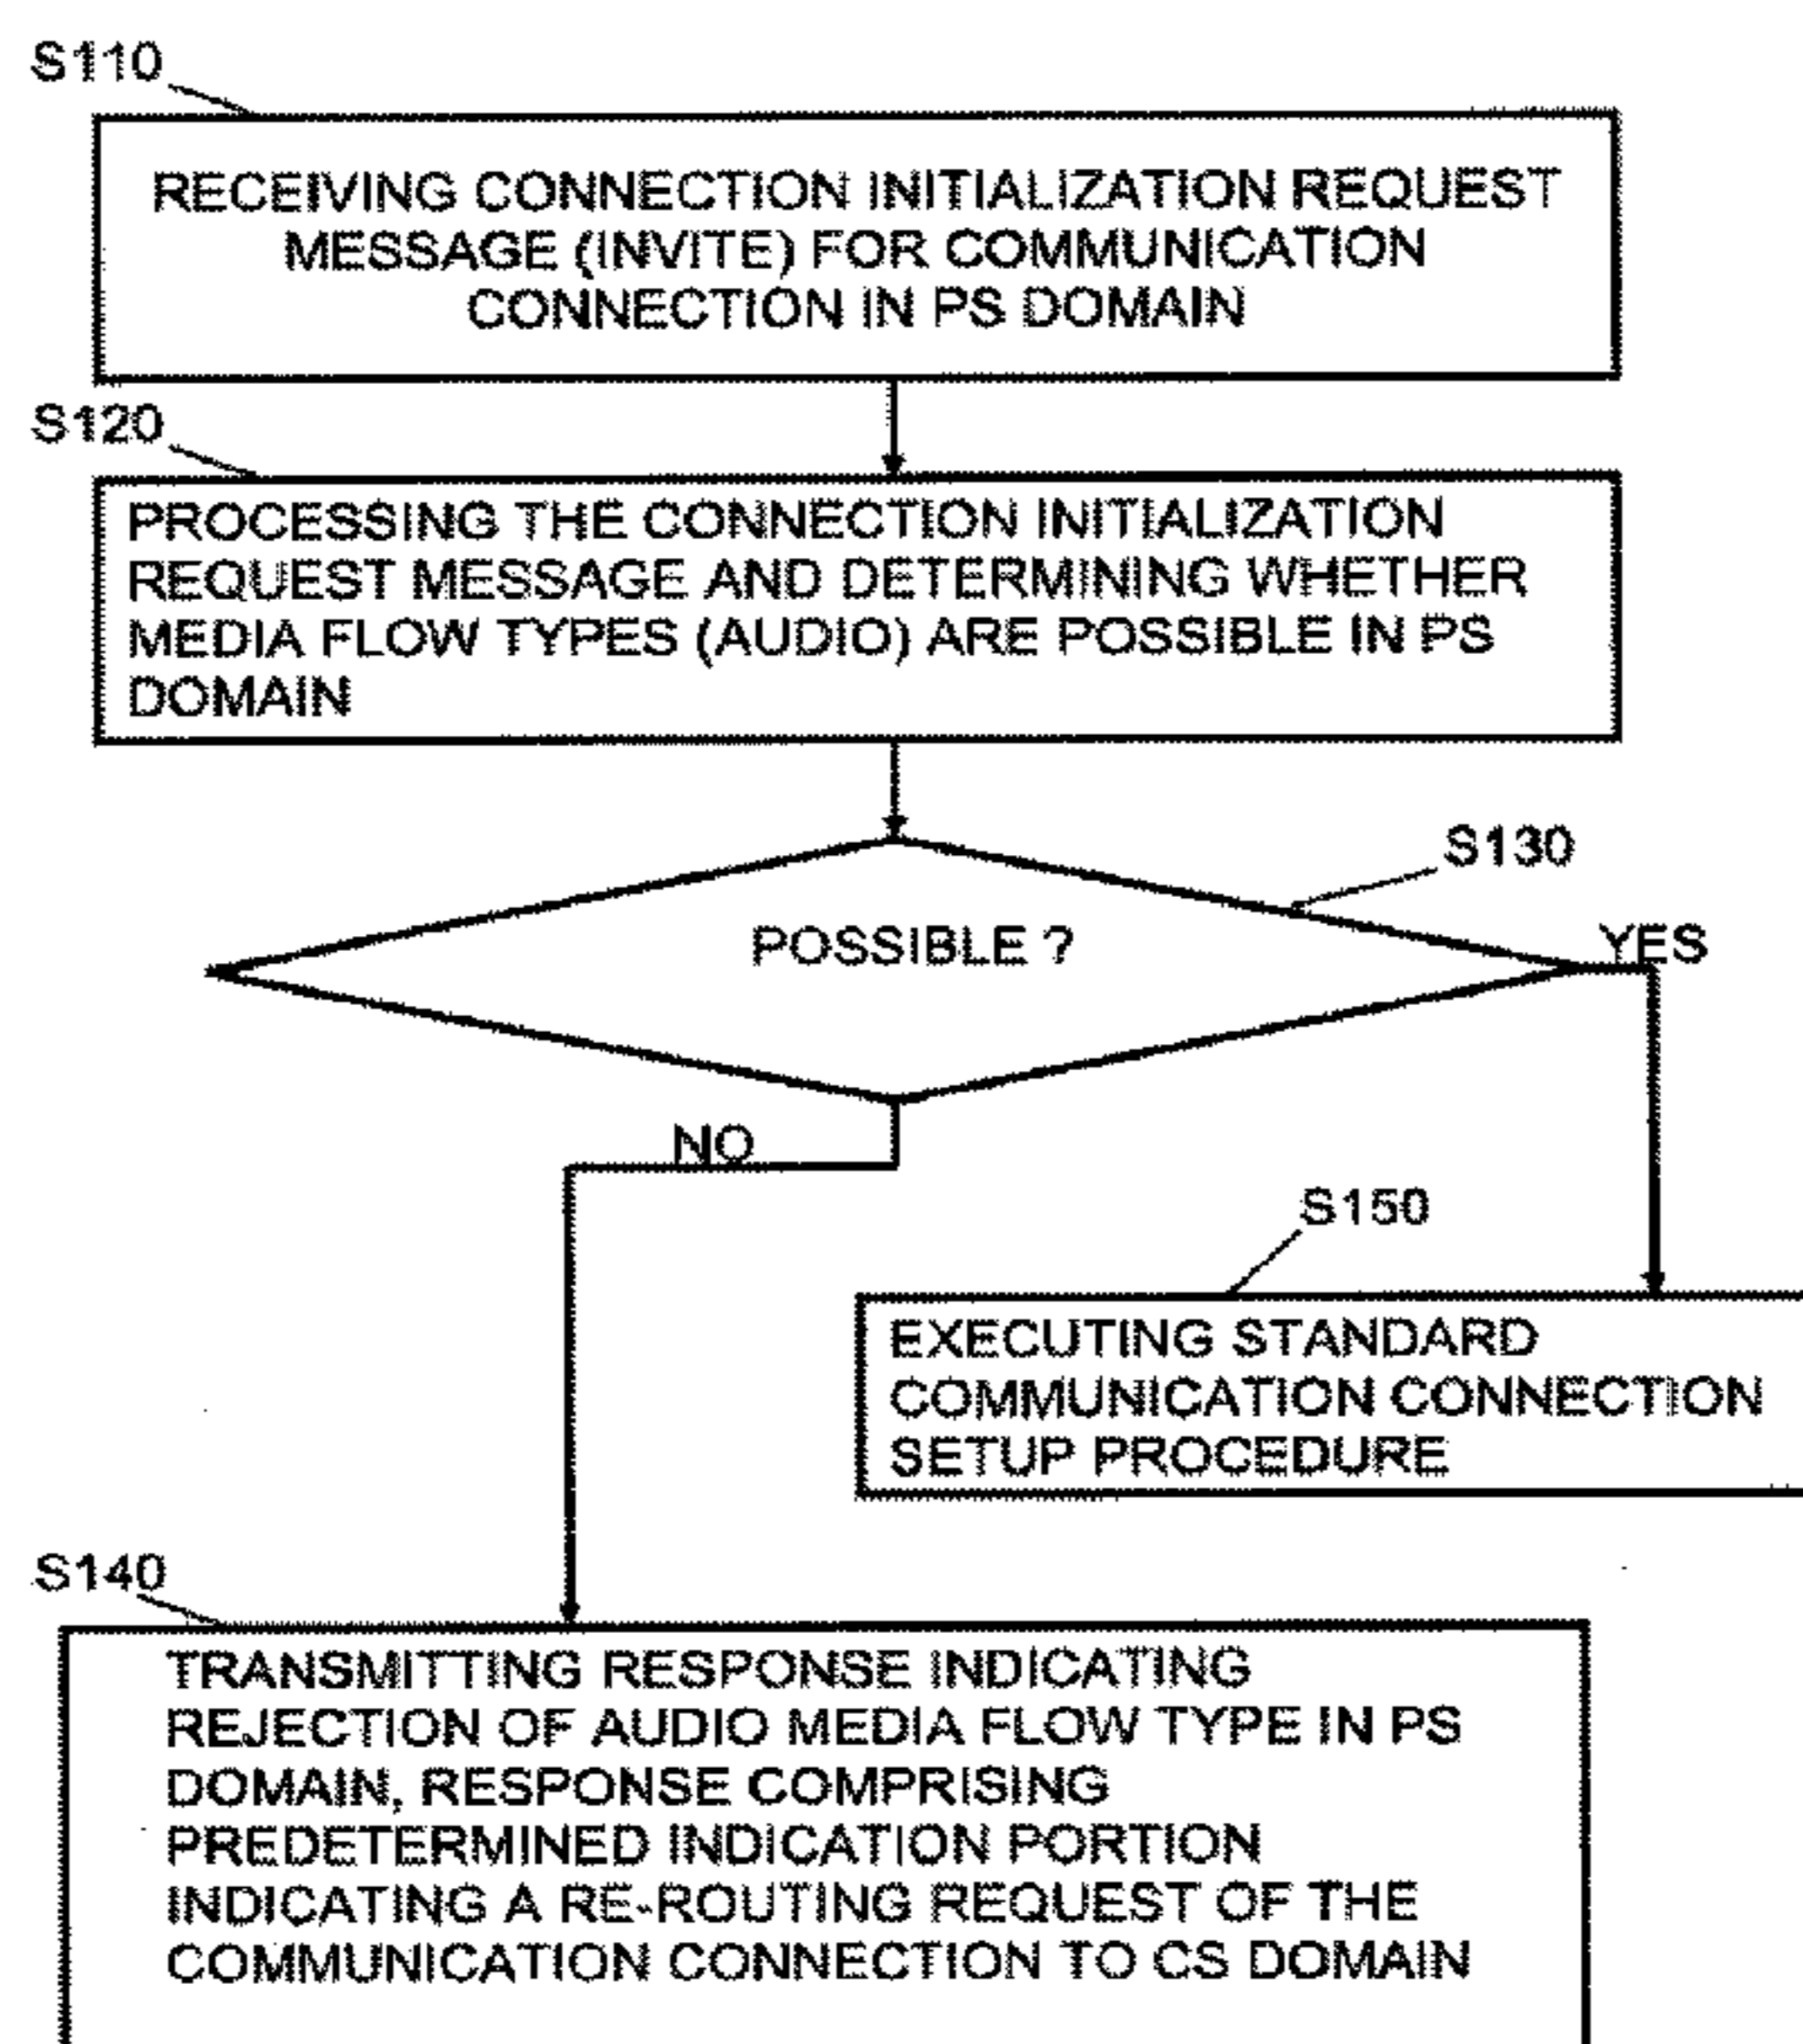 S110
RECEIVING CONNECTION INITIALIZATION REQUEST
MESSAGE (INVITE) FOR COMMUNICATION
CONNECTION IN PS DOMAIN
S120
PROCESSING THE CONNECTION INITIALIZATION
REQUEST MESSAGE AND DETERMINING WHETHER
MEDIA FLOW TYPES (AUDIO) ARE POSSIBLE IN PS
DOMAIN
S130
POSSIBLE ?
YES
NO
S150
EXECUTING STANDARD
COMMUNICATION CONNECTION
SETUP PROCEDURE
S140
TRANSMITTING RESPONSE INDICATING
REJECTION OF AUDIO MEDIA FLOW TYPE IN PS
DOMAIN, RESPONSE COMPRISING
PREDETERMINED INDICATION PORTION
INDICATING A RE-ROUTING REQUEST OF THE
COMMUNICATION CONNECTION TO CS DOMAIN